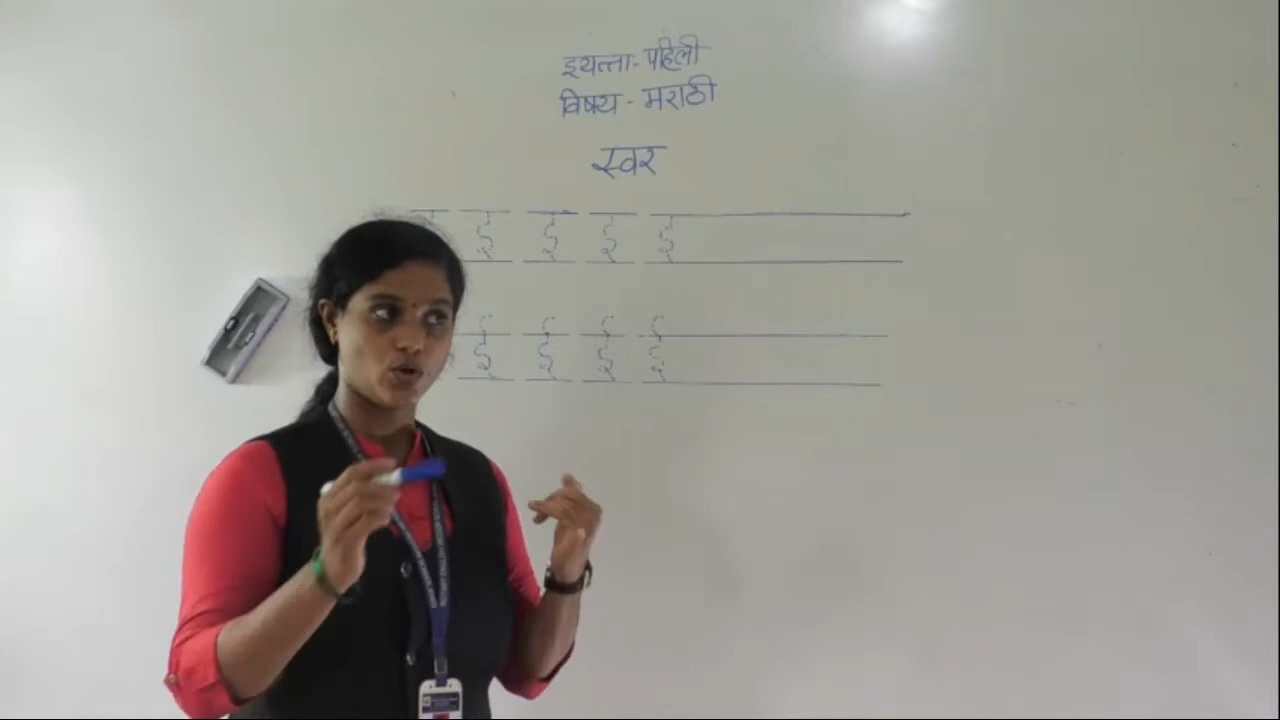 इयत्ता - पहिली
विषय - मराठी
स्वर
इ इ इ इ
ई ई ई ई